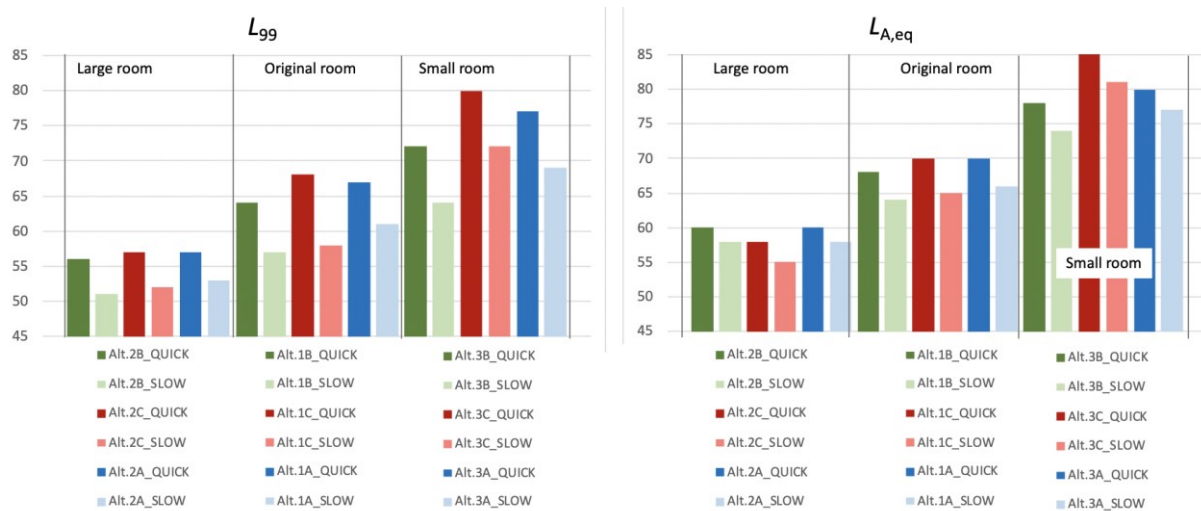 L99
85
80
75
70
65
60
55
50
45
Large room
Original room
Small room
Alt.2B_QUICK
Alt.2B_SLOW
Alt.2C_QUICK
Alt.2C_SLOW
Alt.2A_QUICK
Alt.2A_SLOW
Alt.1B_QUICK
Alt.1B_SLOW
Alt.1C_QUICK
Alt.1C_SLOW
Alt.1A_QUICK
Alt.1A_SLOW
Alt.3B_QUICK
Alt.3B_SLOW
Alt.3C_QUICK
Alt.3C_SLOW
Alt.3A_QUICK
Alt.3A_SLOW
LA,eq
85
80
75
70
65
60
55
50
45
Large room
Original room
Small room
Alt.2B_QUICK
Alt.2B_SLOW
Alt.2C_QUICK
Alt.2C_SLOW
Alt.2A_QUICK
Alt.2A_SLOW
Alt.1B_QUICK
Alt.1B_SLOW
Alt.1C_QUICK
Alt.1C_SLOW
Alt.1A_QUICK
Alt.1A_SLOW
Alt.3B_QUICK
Alt.3B_SLOW
Alt.3C_QUICK
Alt.3C_SLOW
Alt.3A_QUICK
Alt.3A_SLOW